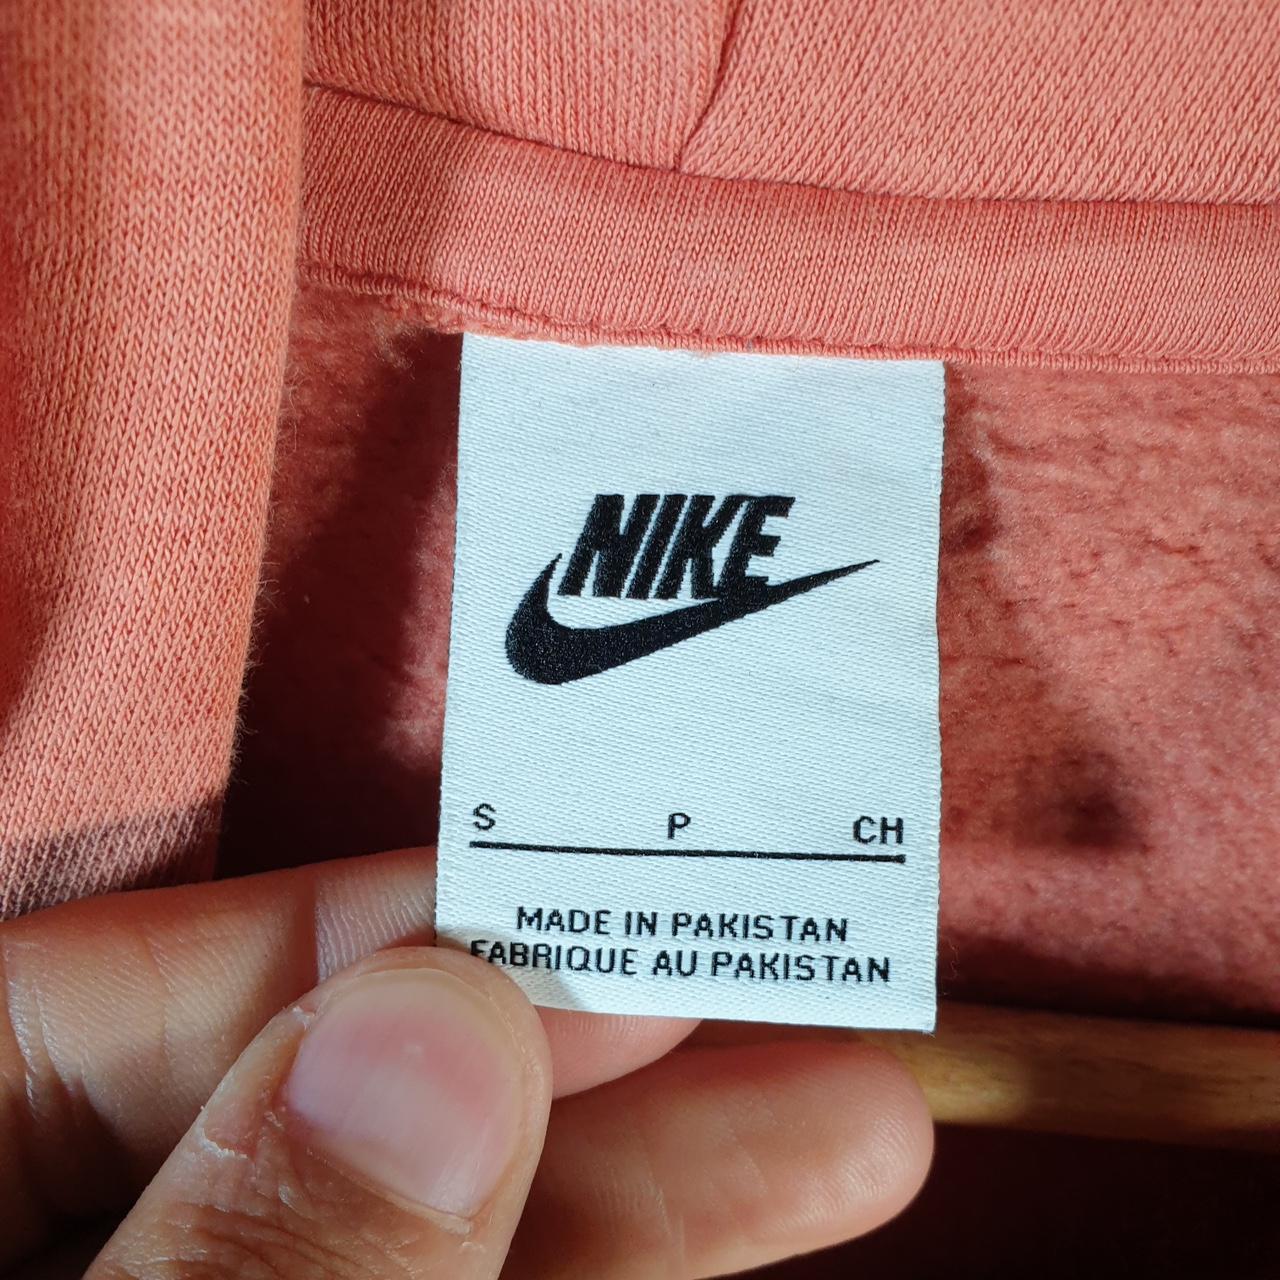 NIKE
S P CH
MADE IN PAKISTAN
FABRIQUE AU PAKISTAN